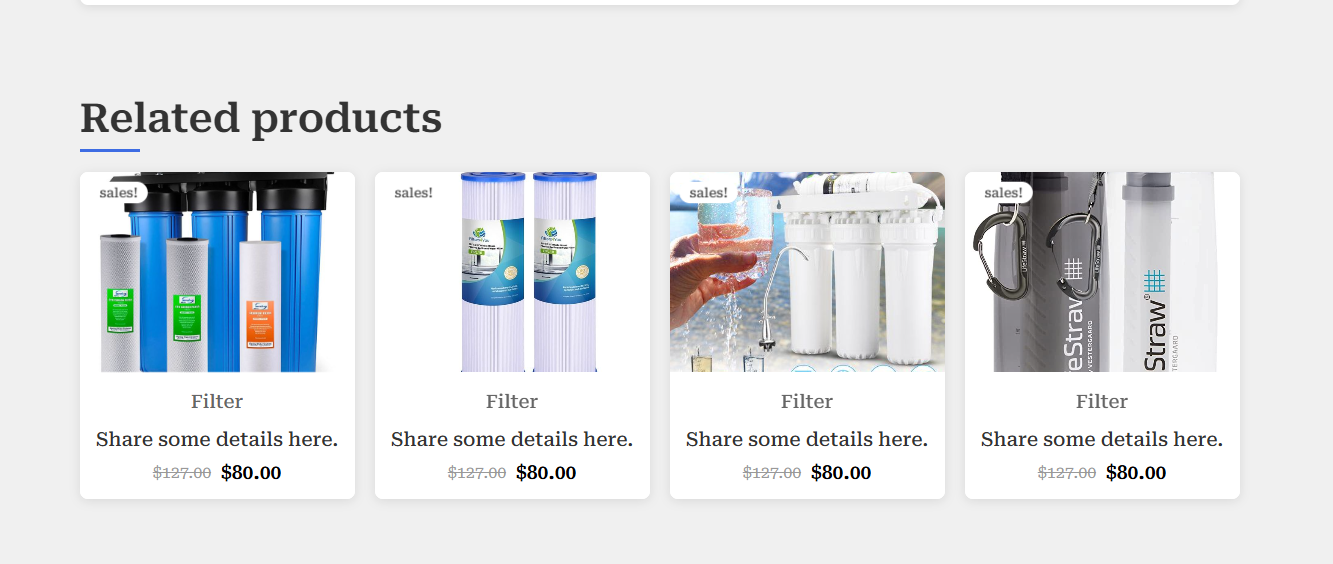 Related products
sales!
sales!
sales!
sales!
eStraw
VESTERGAARD
Straw®
LifeStraw
Filter
Filter
Filter
Filter
Share some details here.
Share some details here.
Share some details here.
Share some details here.
$127.00 $80.00
$127.00 $80.00
$127.00 $80.00
$127.00 $80.00